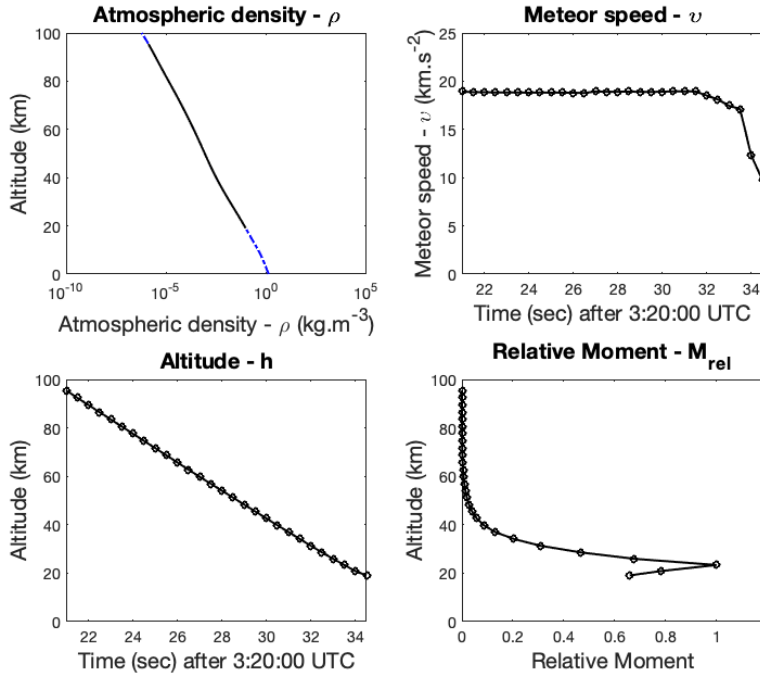 Atmospheric density - ρ
100
80
60
40
20
0
Altitude (km)
10⁻¹⁰ 10⁻⁵ 10⁰ 10⁵
Atmospheric density - ρ (kg.m⁻³)
Meteor speed - υ
25
20
15
10
5
0
Meteor speed - υ (km.s⁻²)
22 24 26 28 30 32 34
Time (sec) after 3:20:00 UTC
Altitude - h
100
80
60
40
20
0
Altitude (km)
22 24 26 28 30 32 34
Time (sec) after 3:20:00 UTC
Relative Moment - M_rel
100
80
60
40
20
0
Altitude (km)
0 0.2 0.4 0.6 0.8 1
Relative Moment